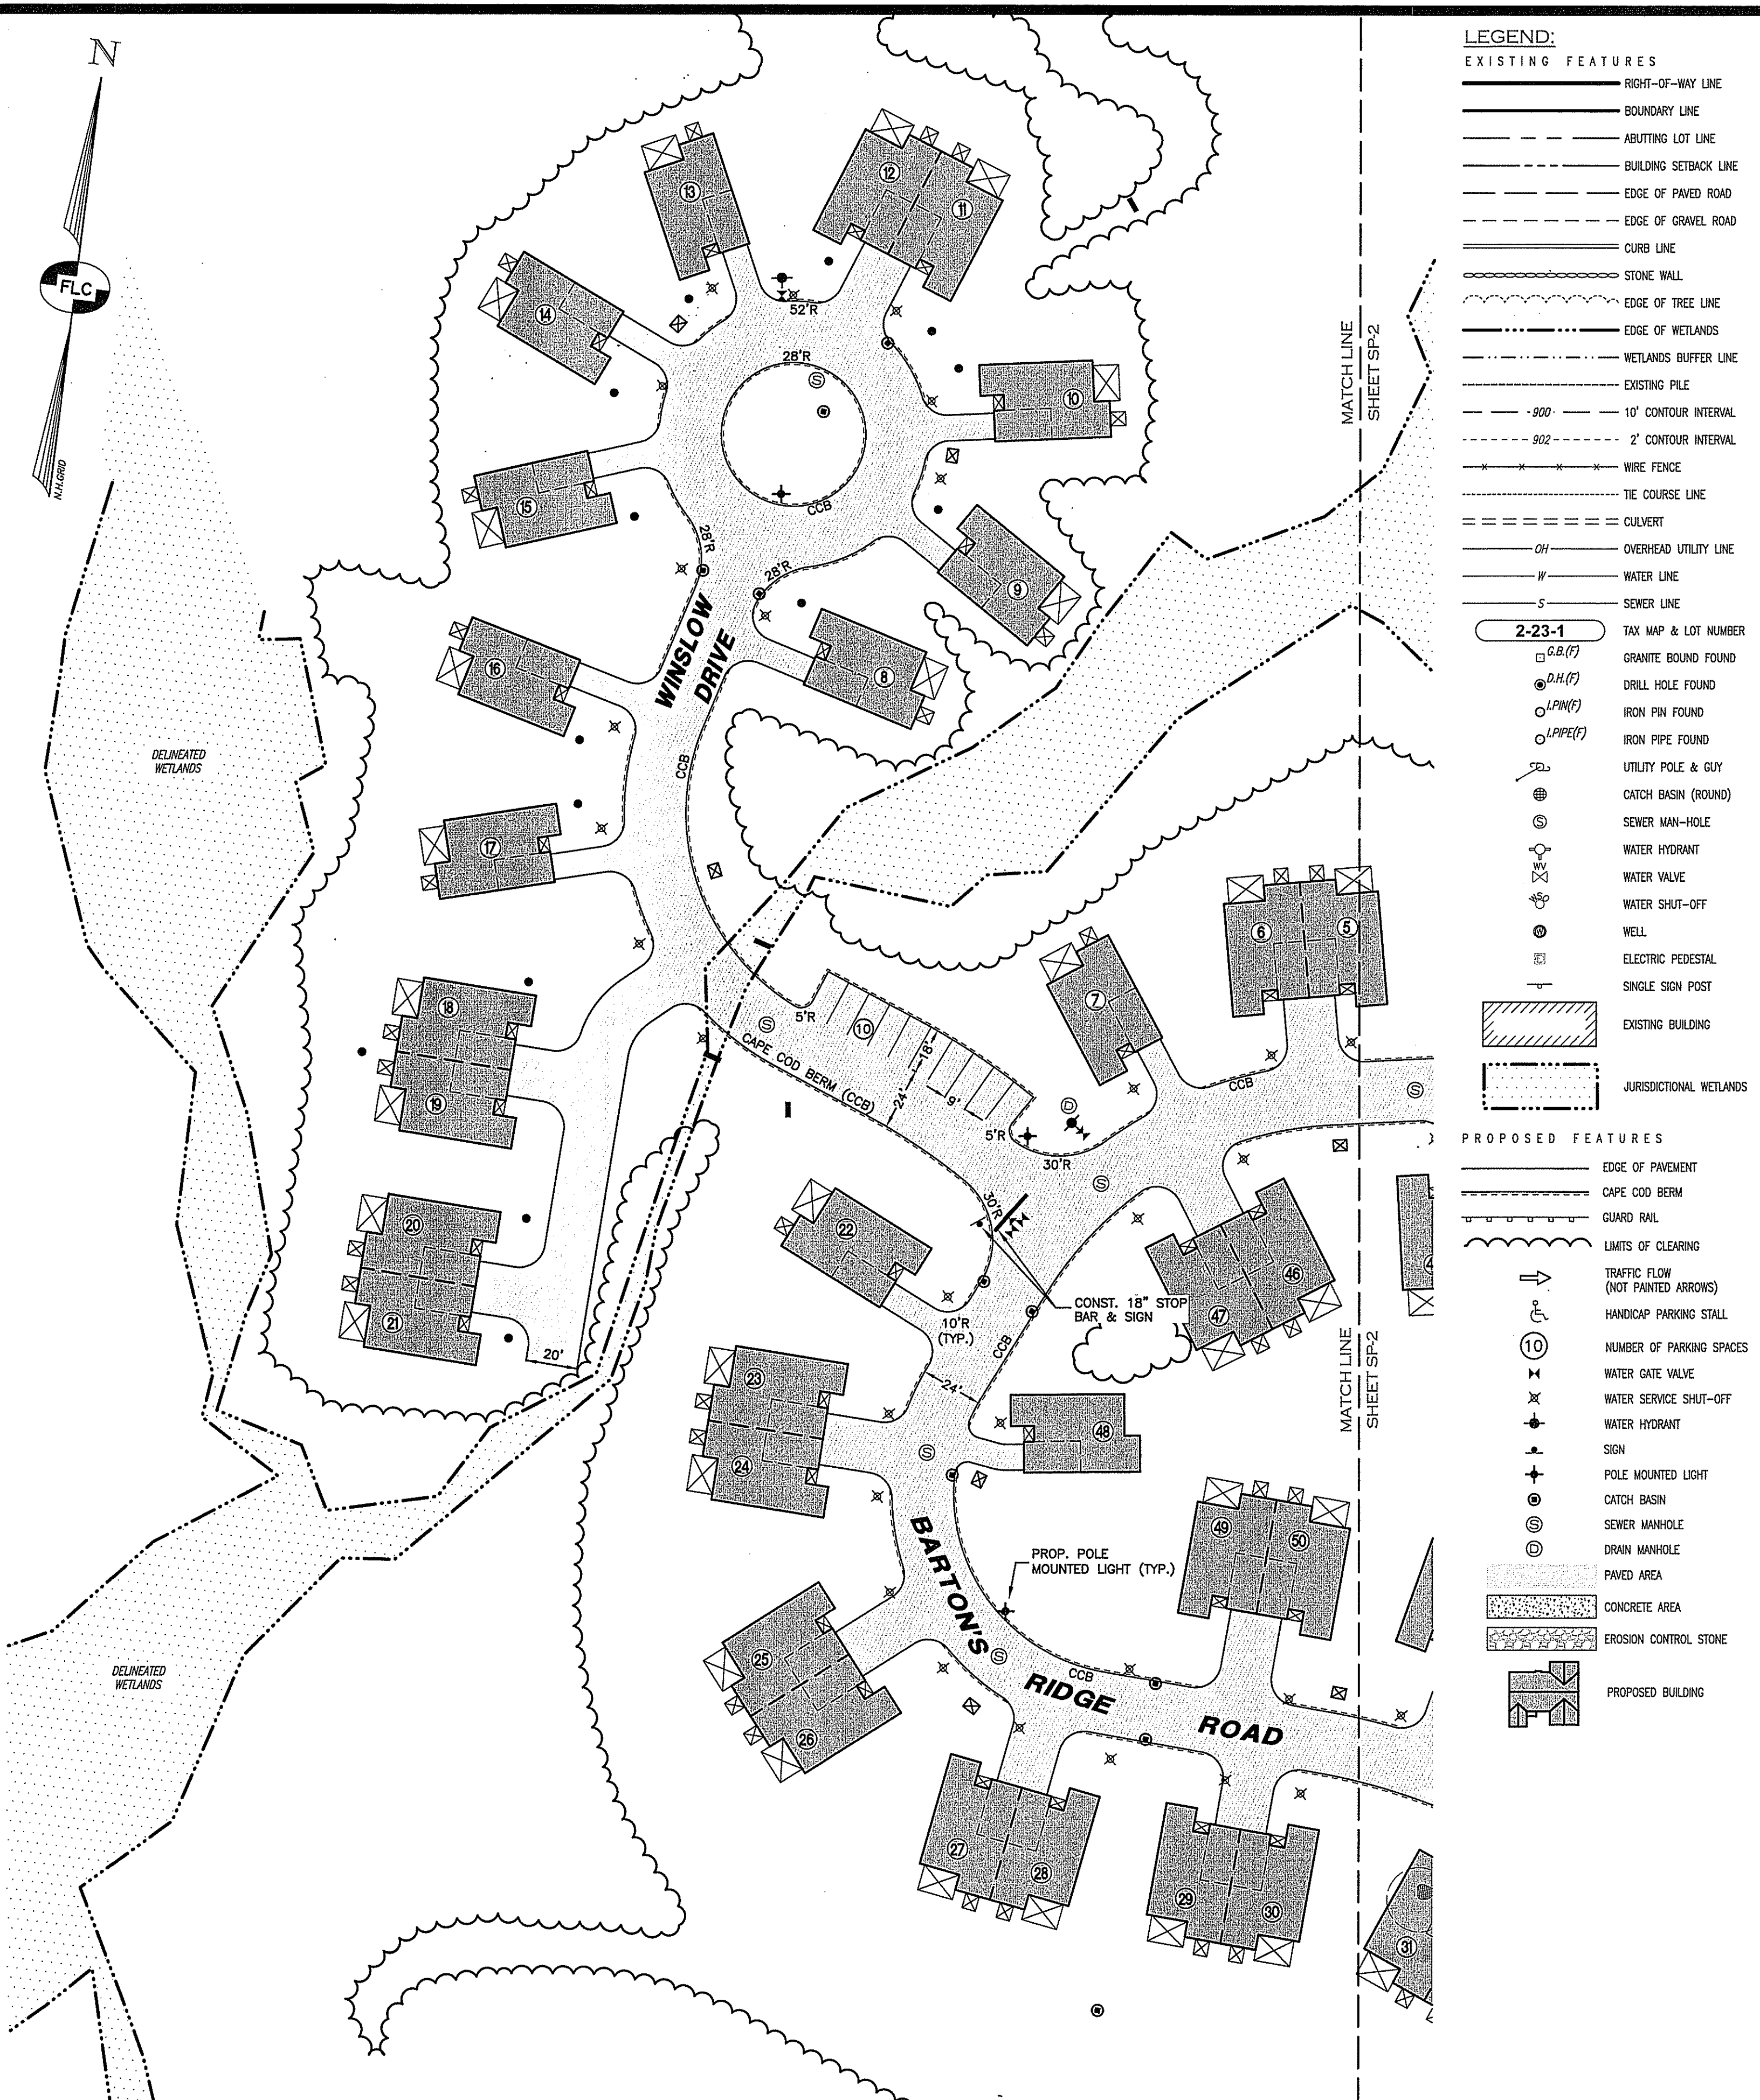 N
FLC
N.H.GRID
13
12
11
14
52'R
28'R
10
15
CCB
28'R
28'R
9
WINSLOW
DRIVE
16
8
DELINEATED
WETLANDS
CCB
17
MATCH LINE
SHEET SP-2
6
5
7
18
5'R
10
18'
CAPE COD BERM (CCB)
24'
9'
CCB
19
5'R
30'R
30'R
20
22
46
47
CONST. 18" STOP
BAR & SIGN
21
10'R
(TYP.)
CCB
20'
MATCH LINE
SHEET SP-2
23
24'
48
24
49
50
BARTON'S
PROP. POLE
MOUNTED LIGHT (TYP.)
25
CCB
RIDGE
ROAD
DELINEATED
WETLANDS
26
27
28
29
30
31
LEGEND:
EXISTING FEATURES
RIGHT-OF-WAY LINE
BOUNDARY LINE
ABUTTING LOT LINE
BUILDING SETBACK LINE
EDGE OF PAVED ROAD
EDGE OF GRAVEL ROAD
CURB LINE
STONE WALL
EDGE OF TREE LINE
EDGE OF WETLANDS
WETLANDS BUFFER LINE
EXISTING PILE
900 10' CONTOUR INTERVAL
902 2' CONTOUR INTERVAL
x x x x WIRE FENCE
TIE COURSE LINE
CULVERT
OH OVERHEAD UTILITY LINE
W WATER LINE
S SEWER LINE
2-23-1 TAX MAP & LOT NUMBER
G.B.(F) GRANITE BOUND FOUND
D.H.(F) DRILL HOLE FOUND
I.PIN(F) IRON PIN FOUND
I.PIPE(F) IRON PIPE FOUND
UTILITY POLE & GUY
CATCH BASIN (ROUND)
S SEWER MAN-HOLE
WATER HYDRANT
WV WATER VALVE
WSO WATER SHUT-OFF
W WELL
ELECTRIC PEDESTAL
SINGLE SIGN POST
EXISTING BUILDING
JURISDICTIONAL WETLANDS
PROPOSED FEATURES
EDGE OF PAVEMENT
CAPE COD BERM
GUARD RAIL
LIMITS OF CLEARING
TRAFFIC FLOW
(NOT PAINTED ARROWS)
HANDICAP PARKING STALL
10 NUMBER OF PARKING SPACES
WATER GATE VALVE
WATER SERVICE SHUT-OFF
WATER HYDRANT
SIGN
POLE MOUNTED LIGHT
CATCH BASIN
S SEWER MANHOLE
D DRAIN MANHOLE
PAVED AREA
CONCRETE AREA
EROSION CONTROL STONE
PROPOSED BUILDING